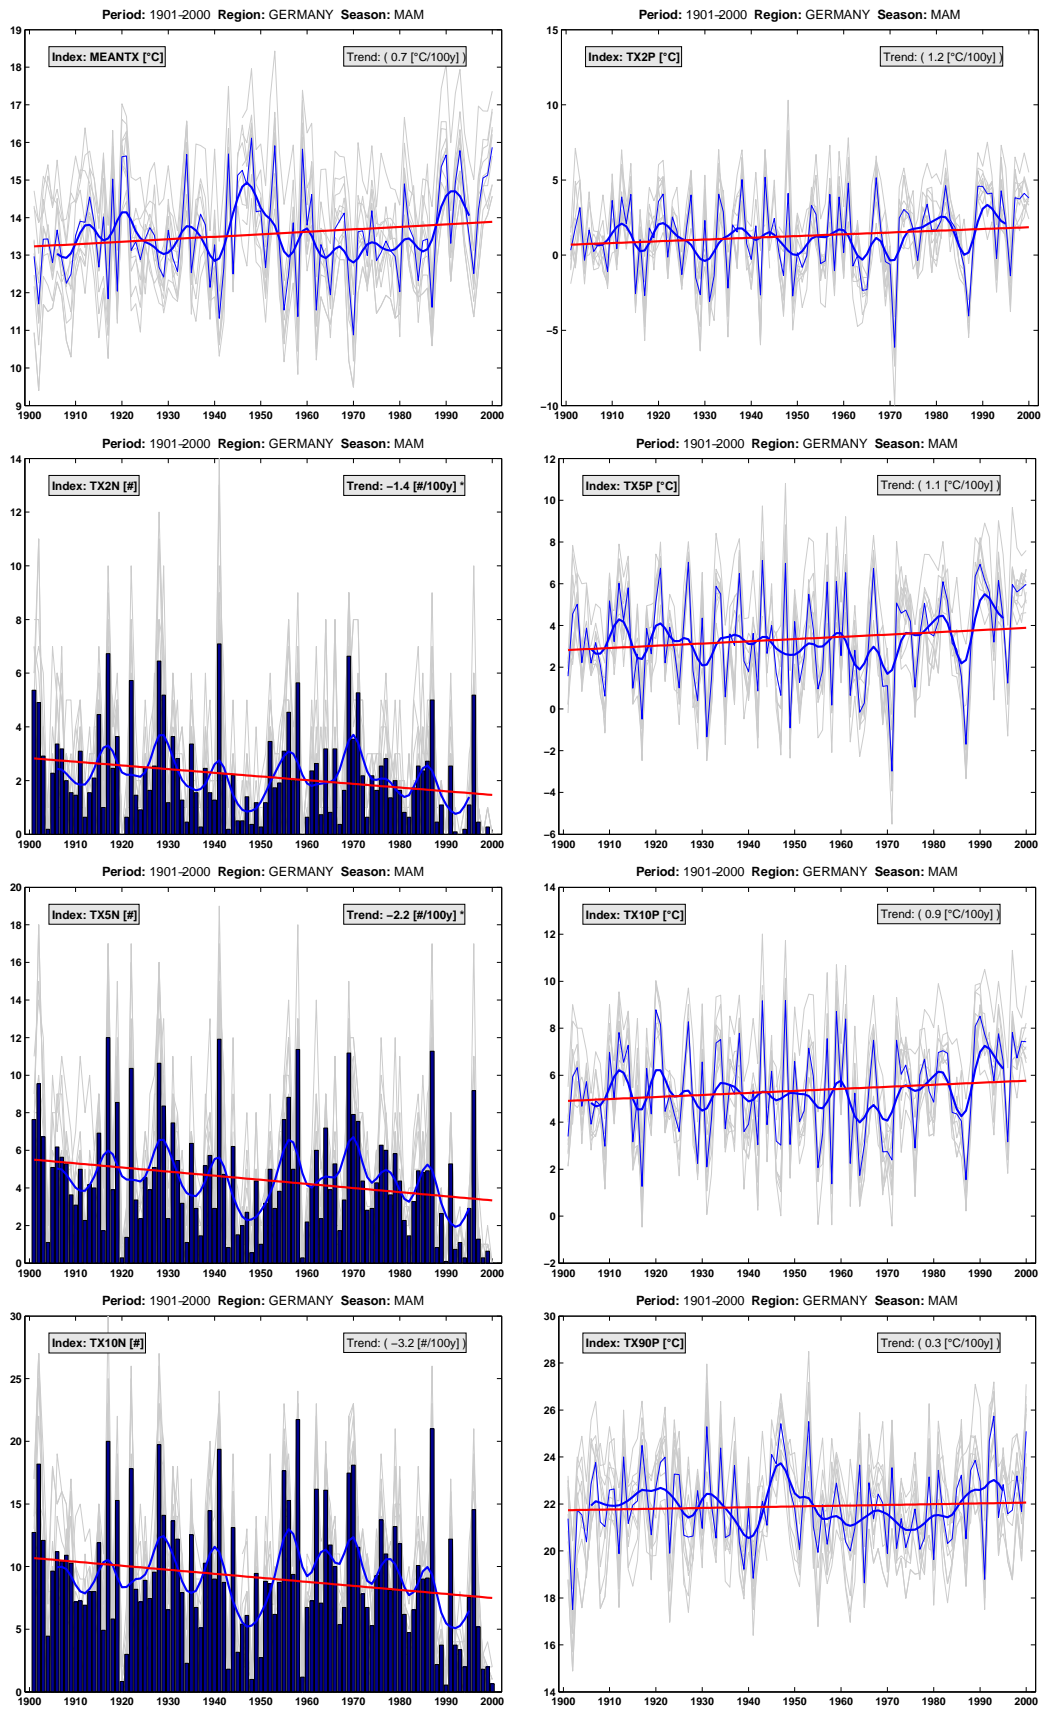 Period: 1901–2000 Region: GERMANY Season: MAM
Index: MEANTX [°C]
Trend: ( 0.7 [°C/100y] )
19
18
17
16
15
14
13
12
11
10
9
1900 1910 1920 1930 1940 1950 1960 1970 1980 1990 2000
Period: 1901–2000 Region: GERMANY Season: MAM
Index: TX2P [°C]
Trend: ( 1.2 [°C/100y] )
15
10
5
0
−5
−10
1900 1910 1920 1930 1940 1950 1960 1970 1980 1990 2000
Period: 1901–2000 Region: GERMANY Season: MAM
Index: TX2N [#]
Trend: −1.4 [#/100y] *
14
12
10
8
6
4
2
0
1900 1910 1920 1930 1940 1950 1960 1970 1980 1990 2000
Period: 1901–2000 Region: GERMANY Season: MAM
Index: TX5P [°C]
Trend: ( 1.1 [°C/100y] )
12
10
8
6
4
2
0
−2
−4
−6
1900 1910 1920 1930 1940 1950 1960 1970 1980 1990 2000
Period: 1901–2000 Region: GERMANY Season: MAM
Index: TX5N [#]
Trend: −2.2 [#/100y] *
20
18
16
14
12
10
8
6
4
2
0
1900 1910 1920 1930 1940 1950 1960 1970 1980 1990 2000
Period: 1901–2000 Region: GERMANY Season: MAM
Index: TX10P [°C]
Trend: ( 0.9 [°C/100y] )
14
12
10
8
6
4
2
0
−2
1900 1910 1920 1930 1940 1950 1960 1970 1980 1990 2000
Period: 1901–2000 Region: GERMANY Season: MAM
Index: TX10N [#]
Trend: ( −3.2 [#/100y] )
30
25
20
15
10
5
0
1900 1910 1920 1930 1940 1950 1960 1970 1980 1990 2000
Period: 1901–2000 Region: GERMANY Season: MAM
Index: TX90P [°C]
Trend: ( 0.3 [°C/100y] )
30
28
26
24
22
20
18
16
14
1900 1910 1920 1930 1940 1950 1960 1970 1980 1990 2000